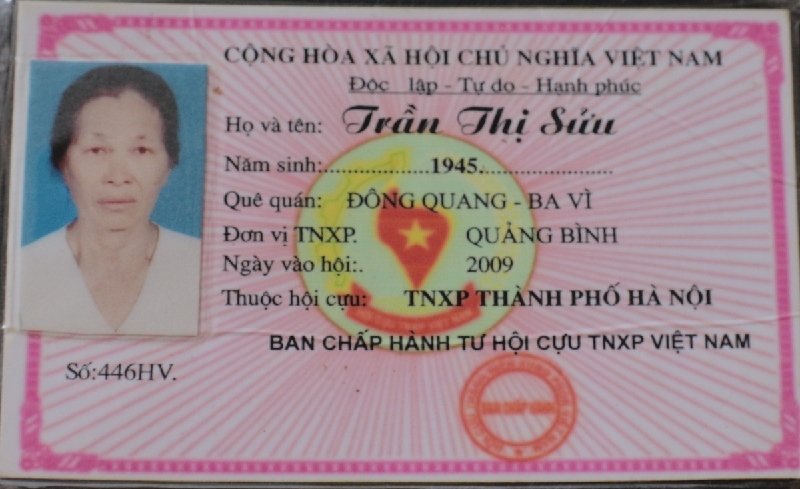 CỘNG HÒA XÃ HỘI CHỦ NGHĨA VIỆT NAM
Độc lập - Tự do - Hạnh phúc
Họ và tên: Trần Thị Sửu
Năm sinh:...................1945.......................
Quê quán: ĐÔNG QUANG - BA VÌ
Đơn vị TNXP. QUẢNG BÌNH
Ngày vào hội:. 2009
Thuộc hội cựu: TNXP THÀNH PHỐ HÀ NỘI
BAN CHẤP HÀNH TƯ HỘI CỰU TNXP VIỆT NAM
Số:446HV.
BAN CHẤP HÀNH